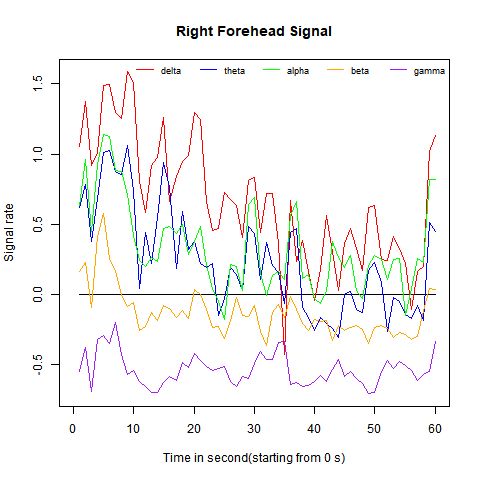 Right Forehead Signal
delta theta alpha beta gamma
Signal rate
1.5
1.0
0.5
0.0
−0.5
0 10 20 30 40 50 60
Time in second(starting from 0 s)